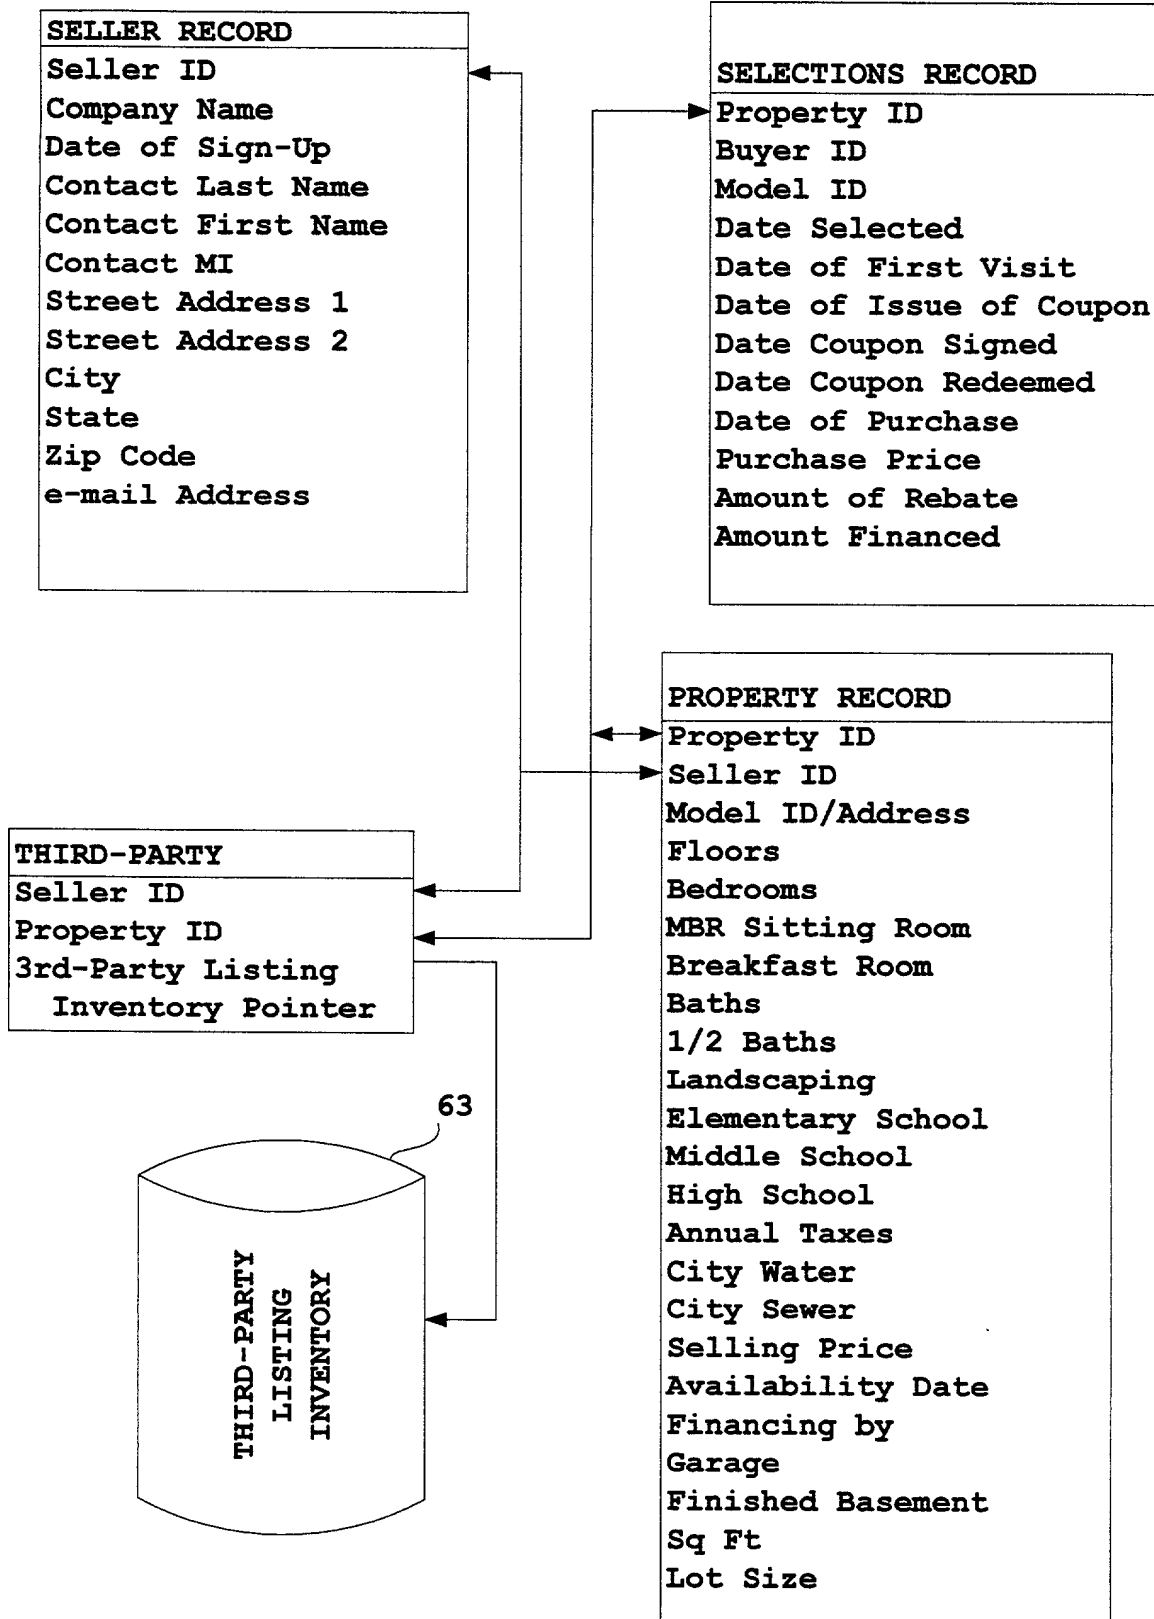 SELLER RECORD
Seller ID
Company Name
Date of Sign-Up
Contact Last Name
Contact First Name
Contact MI
Street Address 1
Street Address 2
City
State
Zip Code
e-mail Address
SELECTIONS RECORD
Property ID
Buyer ID
Model ID
Date Selected
Date of First Visit
Date of Issue of Coupon
Date Coupon Signed
Date Coupon Redeemed
Date of Purchase
Purchase Price
Amount of Rebate
Amount Financed
THIRD-PARTY
Seller ID
Property ID
3rd-Party Listing
Inventory Pointer
63
THIRD-PARTY
LISTING
INVENTORY
PROPERTY RECORD
Property ID
Seller ID
Model ID/Address
Floors
Bedrooms
MBR Sitting Room
Breakfast Room
Baths
1/2 Baths
Landscaping
Elementary School
Middle School
High School
Annual Taxes
City Water
City Sewer
Selling Price
Availability Date
Financing by
Garage
Finished Basement
Sq Ft
Lot Size